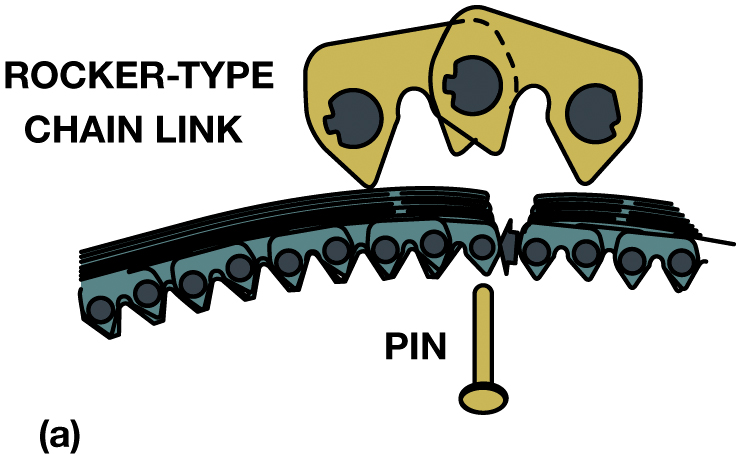 ROCKER-TYPE
CHAIN LINK
PIN
(a)